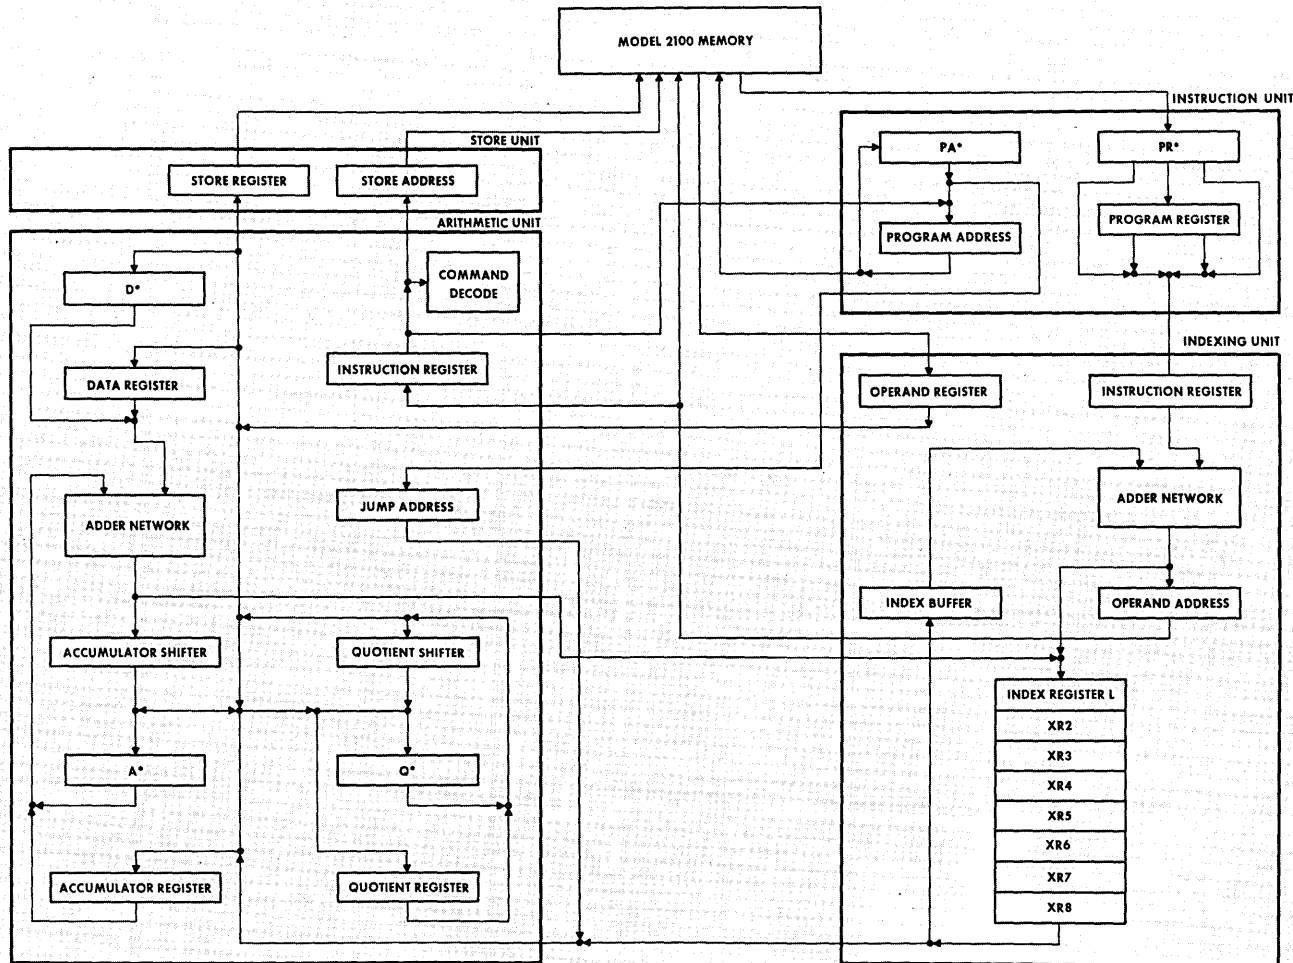 MODEL 2100 MEMORY
INSTRUCTION UNIT
STORE UNIT
PA*
PR*
STORE REGISTER
STORE ADDRESS
PROGRAM REGISTER
ARITHMETIC UNIT
PROGRAM ADDRESS
COMMAND
DECODE
D*
INDEXING UNIT
DATA REGISTER
INSTRUCTION REGISTER
OPERAND REGISTER
INSTRUCTION REGISTER
ADDER NETWORK
JUMP ADDRESS
ADDER NETWORK
INDEX BUFFER
OPERAND ADDRESS
ACCUMULATOR SHIFTER
QUOTIENT SHIFTER
INDEX REGISTER L
XR2
XR3
A*
Q*
XR4
XR5
XR6
XR7
ACCUMULATOR REGISTER
QUOTIENT REGISTER
XR8